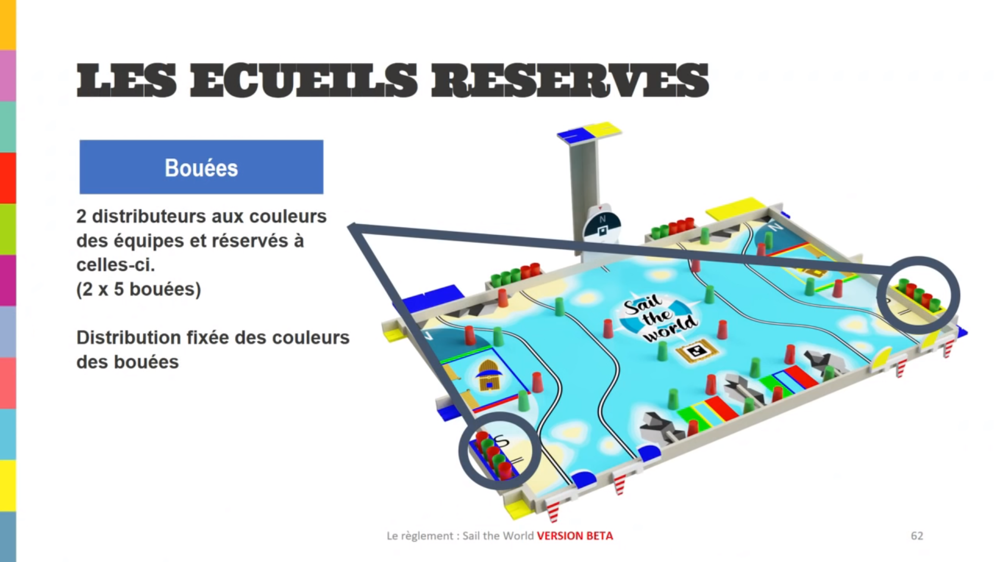 LES ECUEILS RESERVES
Bouées
2 distributeurs aux couleurs
des équipes et réservés à
celles-ci.
(2 x 5 bouées)
Distribution fixée des couleurs
des bouées
N
N
Sail
the
world
N
S
S
Le règlement : Sail the World VERSION BETA
62